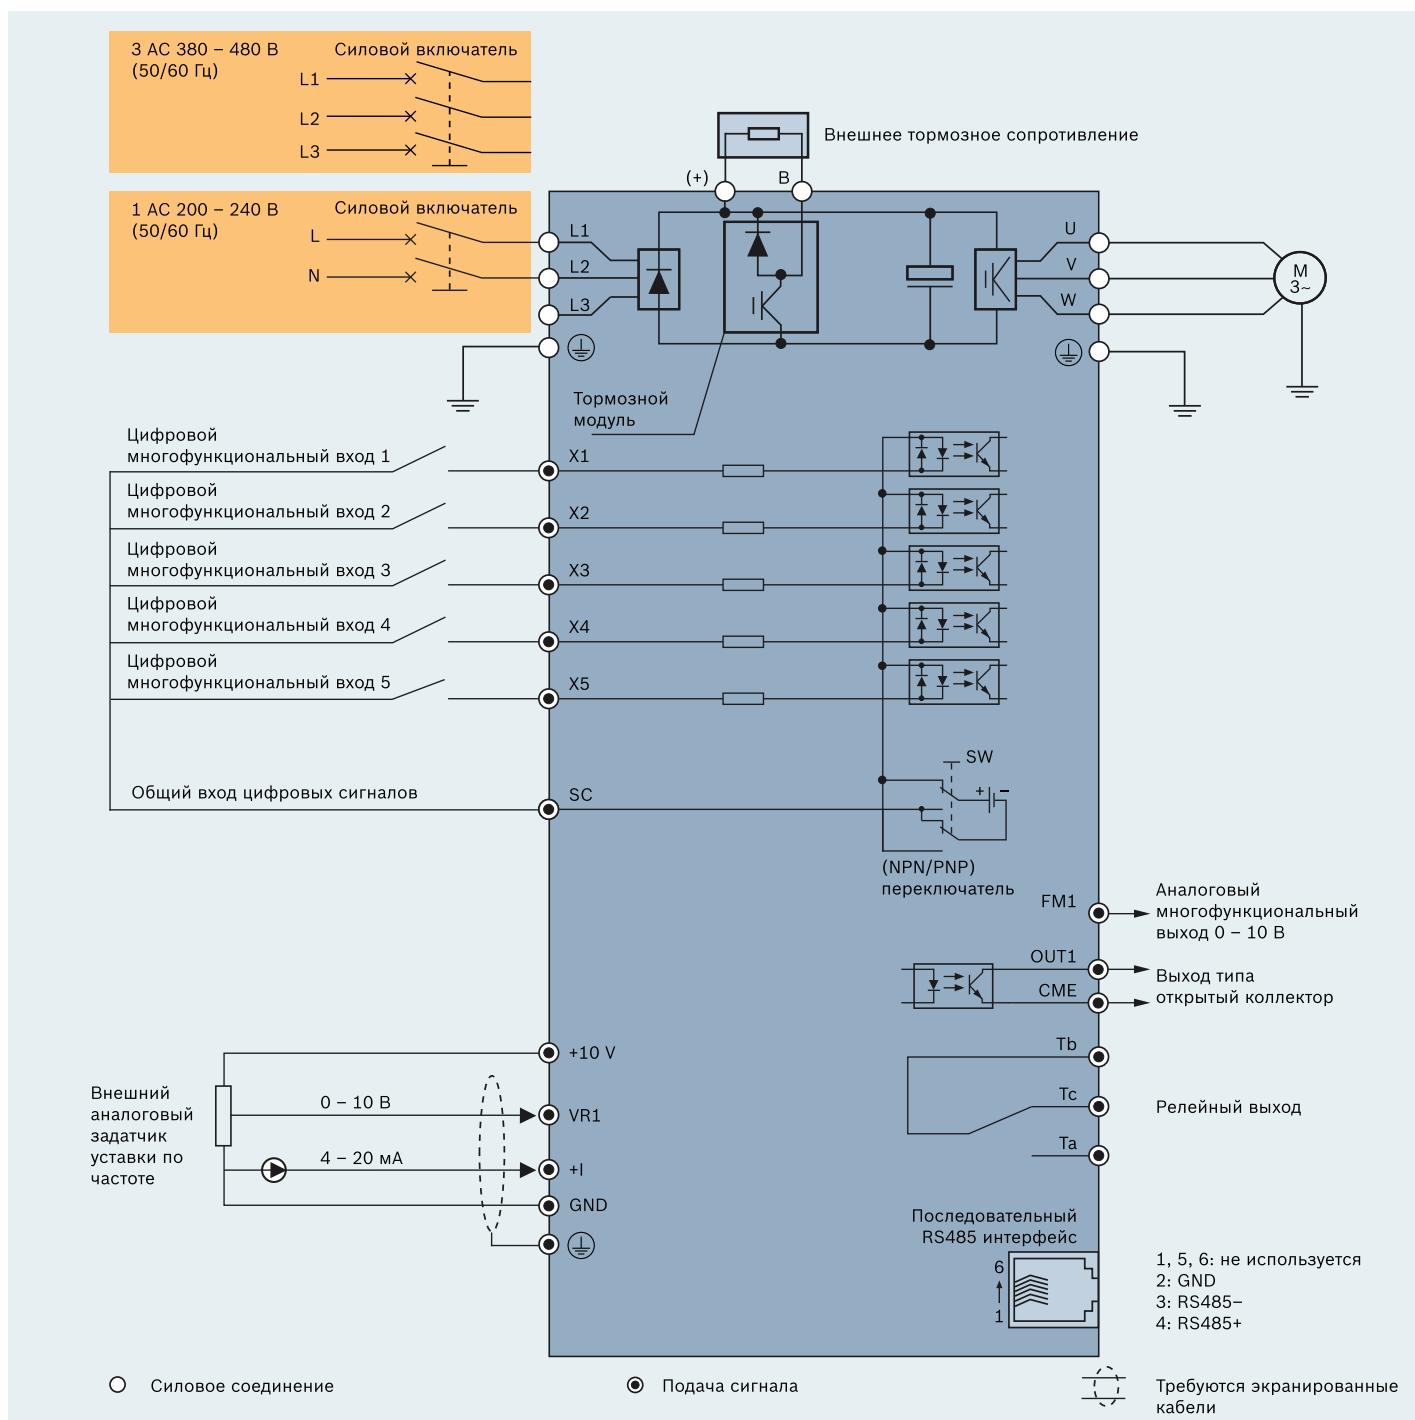 3 AC 380 – 480 В
(50/60 Гц)
Силовой включатель
L1
L2
L3
1 AC 200 – 240 В
(50/60 Гц)
Силовой включатель
L
N
Внешнее тормозное сопротивление
(+)
B
L1
L2
L3
U
V
W
M
3~
Тормозной
модуль
Цифровой
многофункциональный вход 1
X1
Цифровой
многофункциональный вход 2
X2
Цифровой
многофункциональный вход 3
X3
Цифровой
многофункциональный вход 4
X4
Цифровой
многофункциональный вход 5
X5
SW
+ –
Общий вход цифровых сигналов
SC
(NPN/PNP)
переключатель
FM1
Аналоговый
многофункциональный
выход 0 – 10 В
OUT1
CME
Выход типа
открытый коллектор
Tb
Tc
Ta
Релейный выход
+10 V
Внешний
аналоговый
задатчик
уставки по
частоте
0 – 10 В
VR1
4 – 20 мА
+I
GND
Последовательный
RS485 интерфейс
6
1
1, 5, 6: не используется
2: GND
3: RS485–
4: RS485+
Силовое соединение
Подача сигнала
Требуются экранированные
кабели